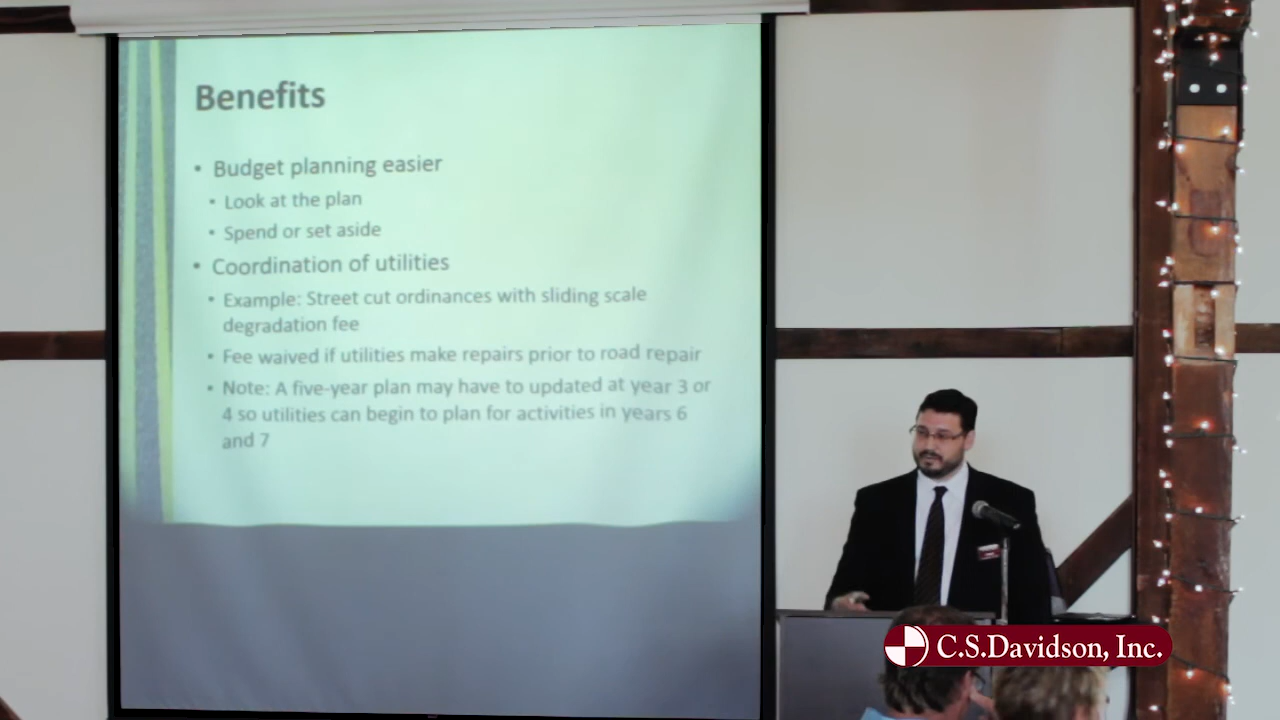 Benefits
• Budget planning easier
• Look at the plan
• Spend or set aside
• Coordination of utilities
• Example: Street cut ordinances with sliding scale
degradation fee
• Fee waived if utilities make repairs prior to road repair
• Note: A five-year plan may have to updated at year 3 or
4 so utilities can begin to plan for activities in years 6
and 7
C.S.Davidson, Inc.